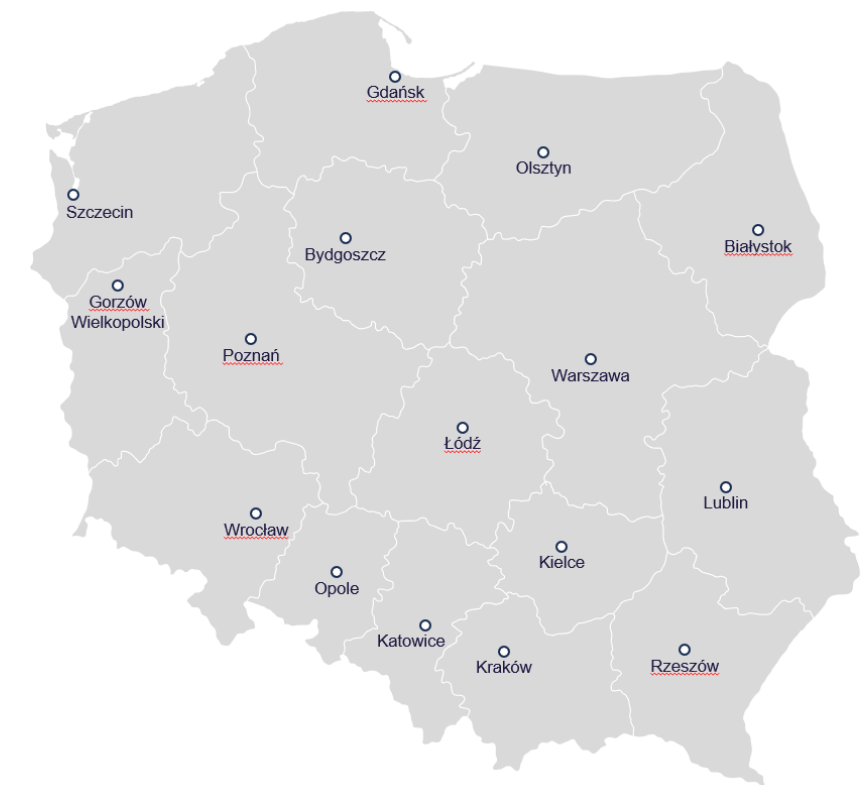 Gdańsk
Olsztyn
Szczecin
Białystok
Bydgoszcz
Gorzów
Wielkopolski
Poznań
Warszawa
Łódź
Lublin
Wrocław
Kielce
Opole
Katowice
Kraków
Rzeszów